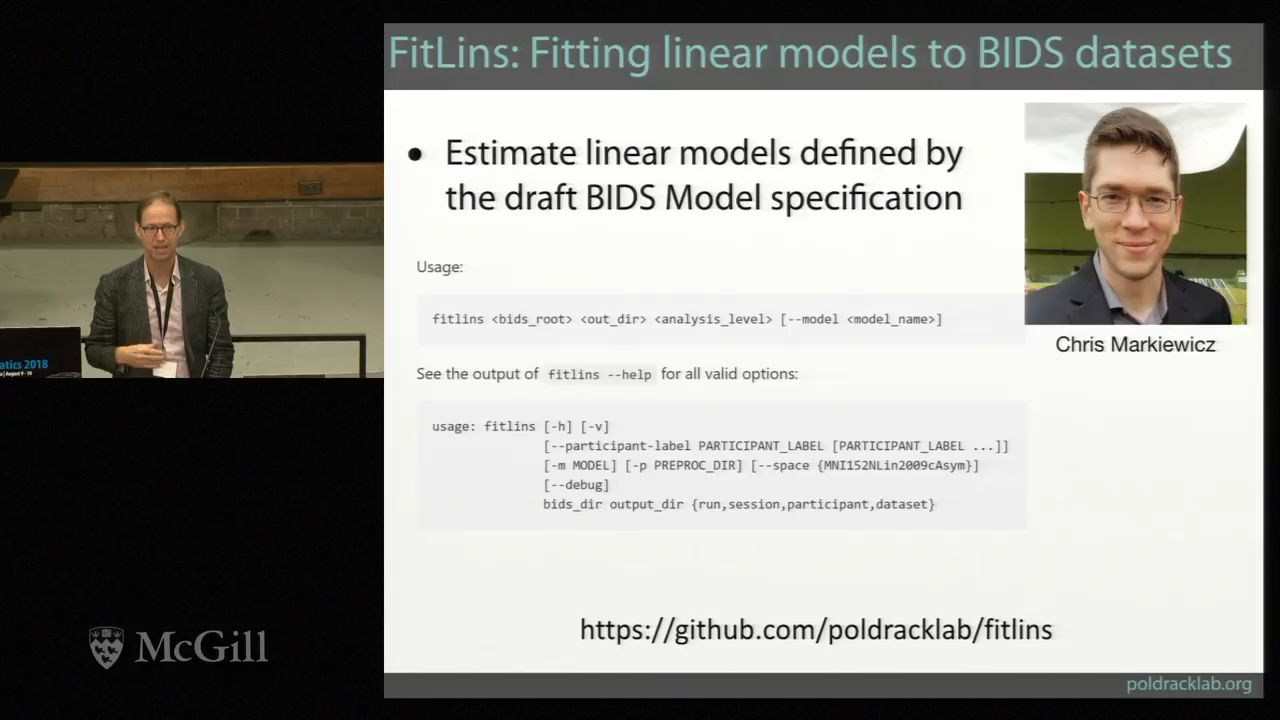 FitLins: Fitting linear models to BIDS datasets
• Estimate linear models defined by
the draft BIDS Model specification
Usage:
fitlins <bids_root> <out_dir> <analysis_level> [--model <model_name>]
See the output of fitlins --help for all valid options:
usage: fitlins [-h] [-v]
[--participant-label PARTICIPANT_LABEL [PARTICIPANT_LABEL ...]]
[-m MODEL] [-p PREPROC_DIR] [--space {MNI152NLin2009cAsym}]
[--debug]
bids_dir output_dir {run,session,participant,dataset}
Chris Markiewicz
https://github.com/poldracklab/fitlins
poldracklab.org
atics 2018
August 9 - 10
McGill